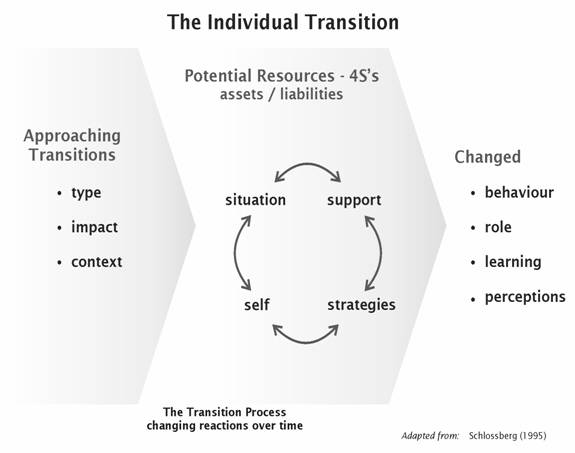 The Individual Transition
Potential Resources - 4S's
assets / liabilities
Approaching
Transitions
• type
• impact
• context
situation
support
self
strategies
Changed
• behaviour
• role
• learning
• perceptions
The Transition Process
changing reactions over time
Adapted from: Schlossberg (1995)